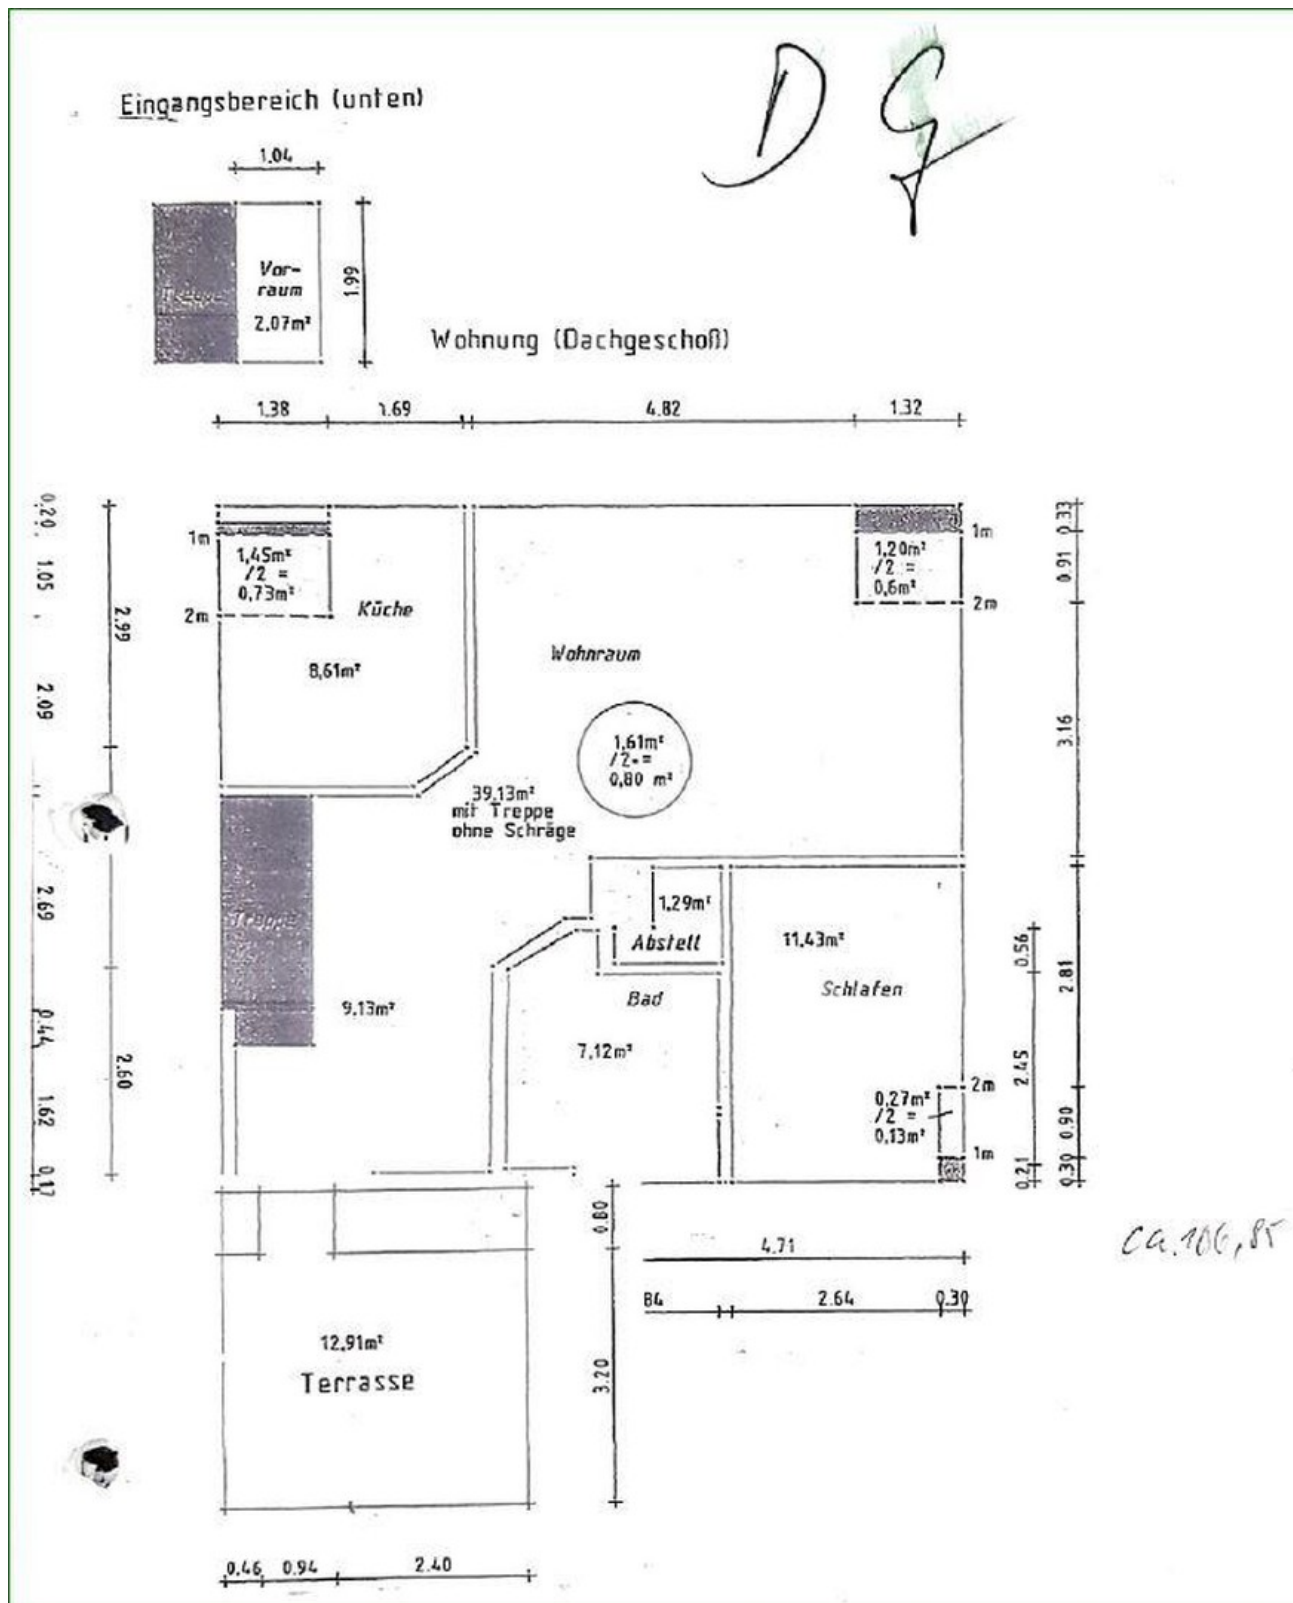 DG
Eingangsbereich (unten)
1.04
Treppe
Vor-
raum
2.07m²
1.99
Wohnung (Dachgeschoß)
1.38
1.69
4.82
1.32
0.20
1.05
2.09
2.69
0.44
1.62
0.17
2.99
2.60
1m
2m
1,45m²
/2 =
0,73m²
Küche
8,61m²
Wohnraum
1,61m²
/2 =
0,80 m²
39,13m²
mit Treppe
ohne Schräge
1,20m²
/2 =
0,6m²
1m
2m
0.33
0.91
3.16
Treppe
9.13m²
1,29m²
Abstell
Bad
7,12m²
11,43m²
Schlafen
0,27m²
/2 =
0,13m²
2m
1m
0.56
2.45
0.21
2.81
0.90
0.30
0.80
3.20
4.71
84
2.64
0.30
ca. 106,85
12,91m²
Terrasse
0.46
0.94
2.40